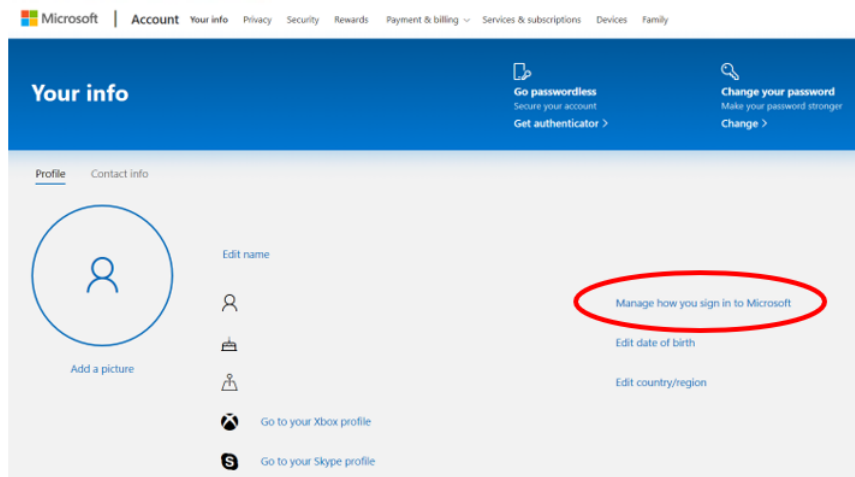 Microsoft | Account Your info Privacy Security Rewards Payment & billing Services & subscriptions Devices Family
Your info
Go passwordless
Secure your account
Get authenticator >
Change your password
Make your password stronger
Change >
Profile Contact info
Add a picture
Edit name
Manage how you sign in to Microsoft
Edit date of birth
Edit country/region
Go to your Xbox profile
Go to your Skype profile